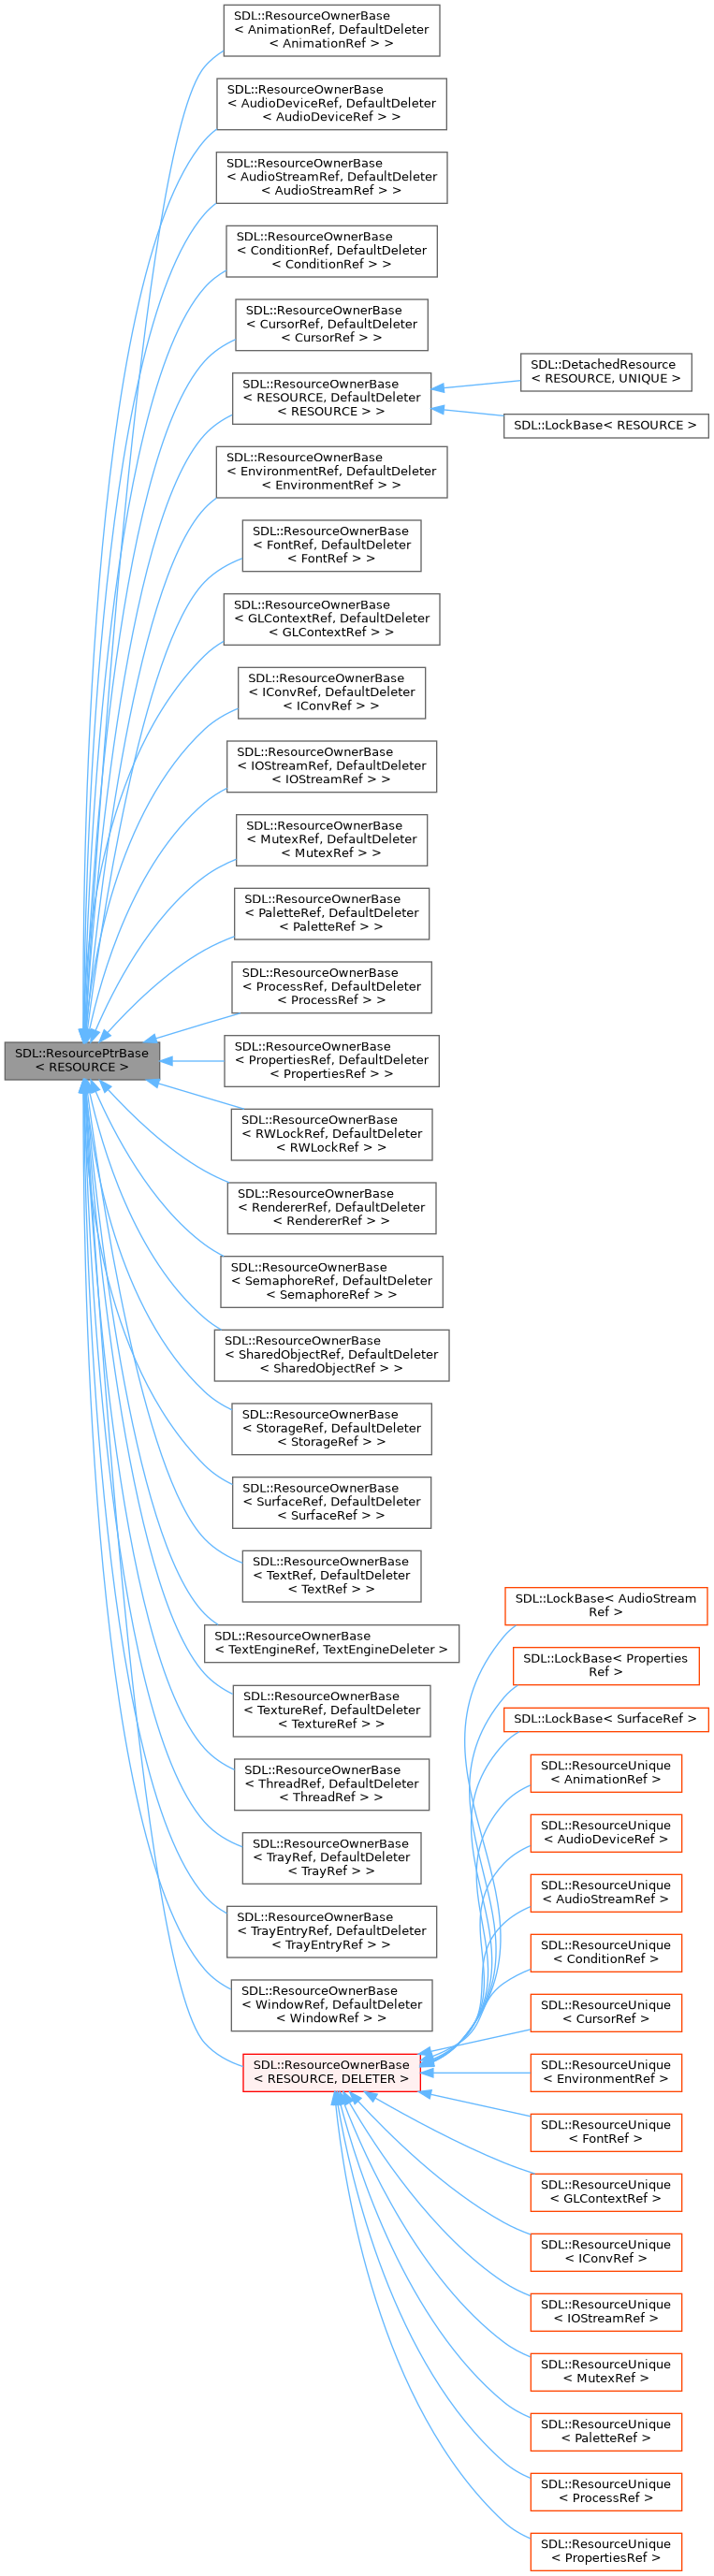 SDL::ResourceOwnerBase
< AnimationRef, DefaultDeleter
< AnimationRef > >
SDL::ResourceOwnerBase
< AudioDeviceRef, DefaultDeleter
< AudioDeviceRef > >
SDL::ResourceOwnerBase
< AudioStreamRef, DefaultDeleter
< AudioStreamRef > >
SDL::ResourceOwnerBase
< ConditionRef, DefaultDeleter
< ConditionRef > >
SDL::ResourceOwnerBase
< CursorRef, DefaultDeleter
< CursorRef > >
SDL::ResourceOwnerBase
< RESOURCE, DefaultDeleter
< RESOURCE > >
SDL::DetachedResource
< RESOURCE, UNIQUE >
SDL::LockBase< RESOURCE >
SDL::ResourceOwnerBase
< EnvironmentRef, DefaultDeleter
< EnvironmentRef > >
SDL::ResourceOwnerBase
< FontRef, DefaultDeleter
< FontRef > >
SDL::ResourceOwnerBase
< GLContextRef, DefaultDeleter
< GLContextRef > >
SDL::ResourceOwnerBase
< IConvRef, DefaultDeleter
< IConvRef > >
SDL::ResourceOwnerBase
< IOStreamRef, DefaultDeleter
< IOStreamRef > >
SDL::ResourceOwnerBase
< MutexRef, DefaultDeleter
< MutexRef > >
SDL::ResourceOwnerBase
< PaletteRef, DefaultDeleter
< PaletteRef > >
SDL::ResourceOwnerBase
< ProcessRef, DefaultDeleter
< ProcessRef > >
SDL::ResourcePtrBase
< RESOURCE >
SDL::ResourceOwnerBase
< PropertiesRef, DefaultDeleter
< PropertiesRef > >
SDL::ResourceOwnerBase
< RWLockRef, DefaultDeleter
< RWLockRef > >
SDL::ResourceOwnerBase
< RendererRef, DefaultDeleter
< RendererRef > >
SDL::ResourceOwnerBase
< SemaphoreRef, DefaultDeleter
< SemaphoreRef > >
SDL::ResourceOwnerBase
< SharedObjectRef, DefaultDeleter
< SharedObjectRef > >
SDL::ResourceOwnerBase
< StorageRef, DefaultDeleter
< StorageRef > >
SDL::ResourceOwnerBase
< SurfaceRef, DefaultDeleter
< SurfaceRef > >
SDL::ResourceOwnerBase
< TextRef, DefaultDeleter
< TextRef > >
SDL::ResourceOwnerBase
< TextEngineRef, TextEngineDeleter >
SDL::ResourceOwnerBase
< TextureRef, DefaultDeleter
< TextureRef > >
SDL::ResourceOwnerBase
< ThreadRef, DefaultDeleter
< ThreadRef > >
SDL::ResourceOwnerBase
< TrayRef, DefaultDeleter
< TrayRef > >
SDL::ResourceOwnerBase
< TrayEntryRef, DefaultDeleter
< TrayEntryRef > >
SDL::ResourceOwnerBase
< WindowRef, DefaultDeleter
< WindowRef > >
SDL::ResourceOwnerBase
< RESOURCE, DELETER >
SDL::LockBase< AudioStream
Ref >
SDL::LockBase< Properties
Ref >
SDL::LockBase< SurfaceRef >
SDL::ResourceUnique
< AnimationRef >
SDL::ResourceUnique
< AudioDeviceRef >
SDL::ResourceUnique
< AudioStreamRef >
SDL::ResourceUnique
< ConditionRef >
SDL::ResourceUnique
< CursorRef >
SDL::ResourceUnique
< EnvironmentRef >
SDL::ResourceUnique
< FontRef >
SDL::ResourceUnique
< GLContextRef >
SDL::ResourceUnique
< IConvRef >
SDL::ResourceUnique
< IOStreamRef >
SDL::ResourceUnique
< MutexRef >
SDL::ResourceUnique
< PaletteRef >
SDL::ResourceUnique
< ProcessRef >
SDL::ResourceUnique
< PropertiesRef >